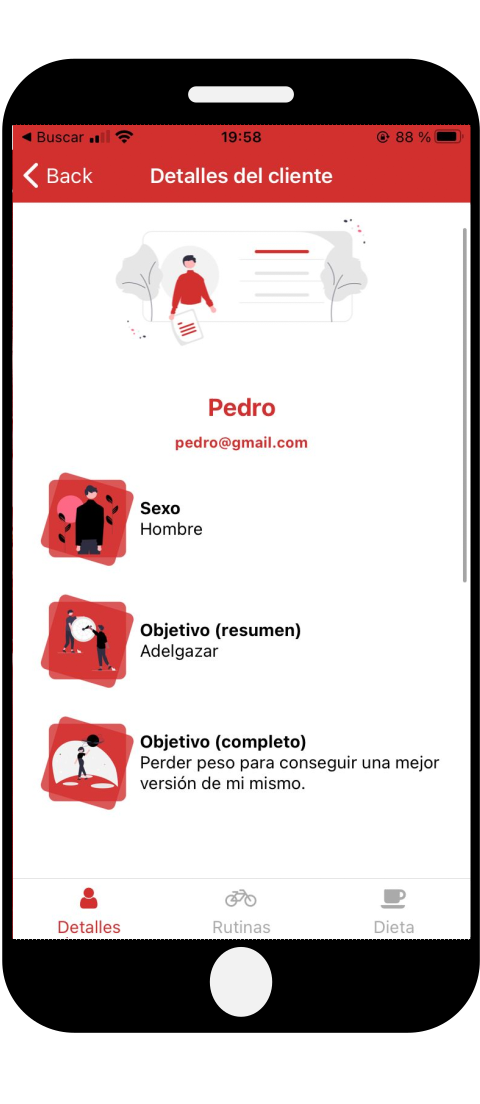 Buscar 19:58 88 %
Back Detalles del cliente
Pedro
pedro@gmail.com
Sexo
Hombre
Objetivo (resumen)
Adelgazar
Objetivo (completo)
Perder peso para conseguir una mejor
versión de mi mismo.
Detalles Rutinas Dieta